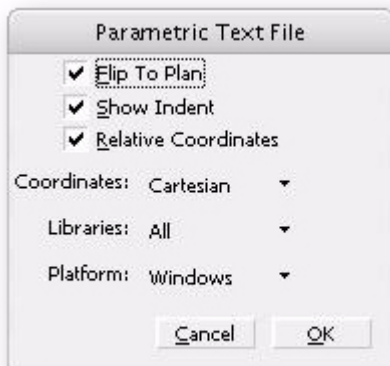 Parametric Text File
Flip To Plan
Show Indent
Relative Coordinates
Coordinates: Cartesian
Libraries: All
Platform: Windows
Cancel OK